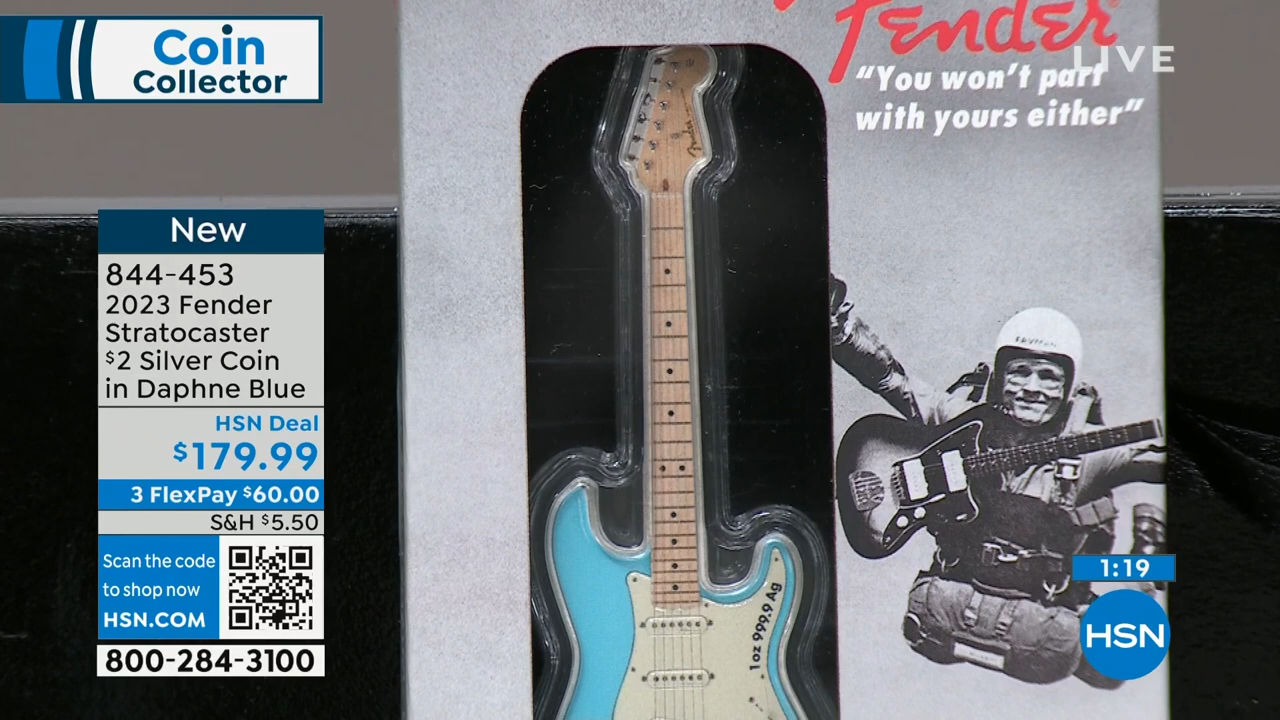 Coin
Collector
New
844-453
2023 Fender
Stratocaster
$2 Silver Coin
in Daphne Blue
HSN Deal
$179.99
3 FlexPay $60.00
S&H $5.50
Scan the code
to shop now
HSN.COM
800-284-3100
Fender
LIVE
"You won't part
with yours either"
Fender
1 oz 999.9 Ag
1:19
HSN